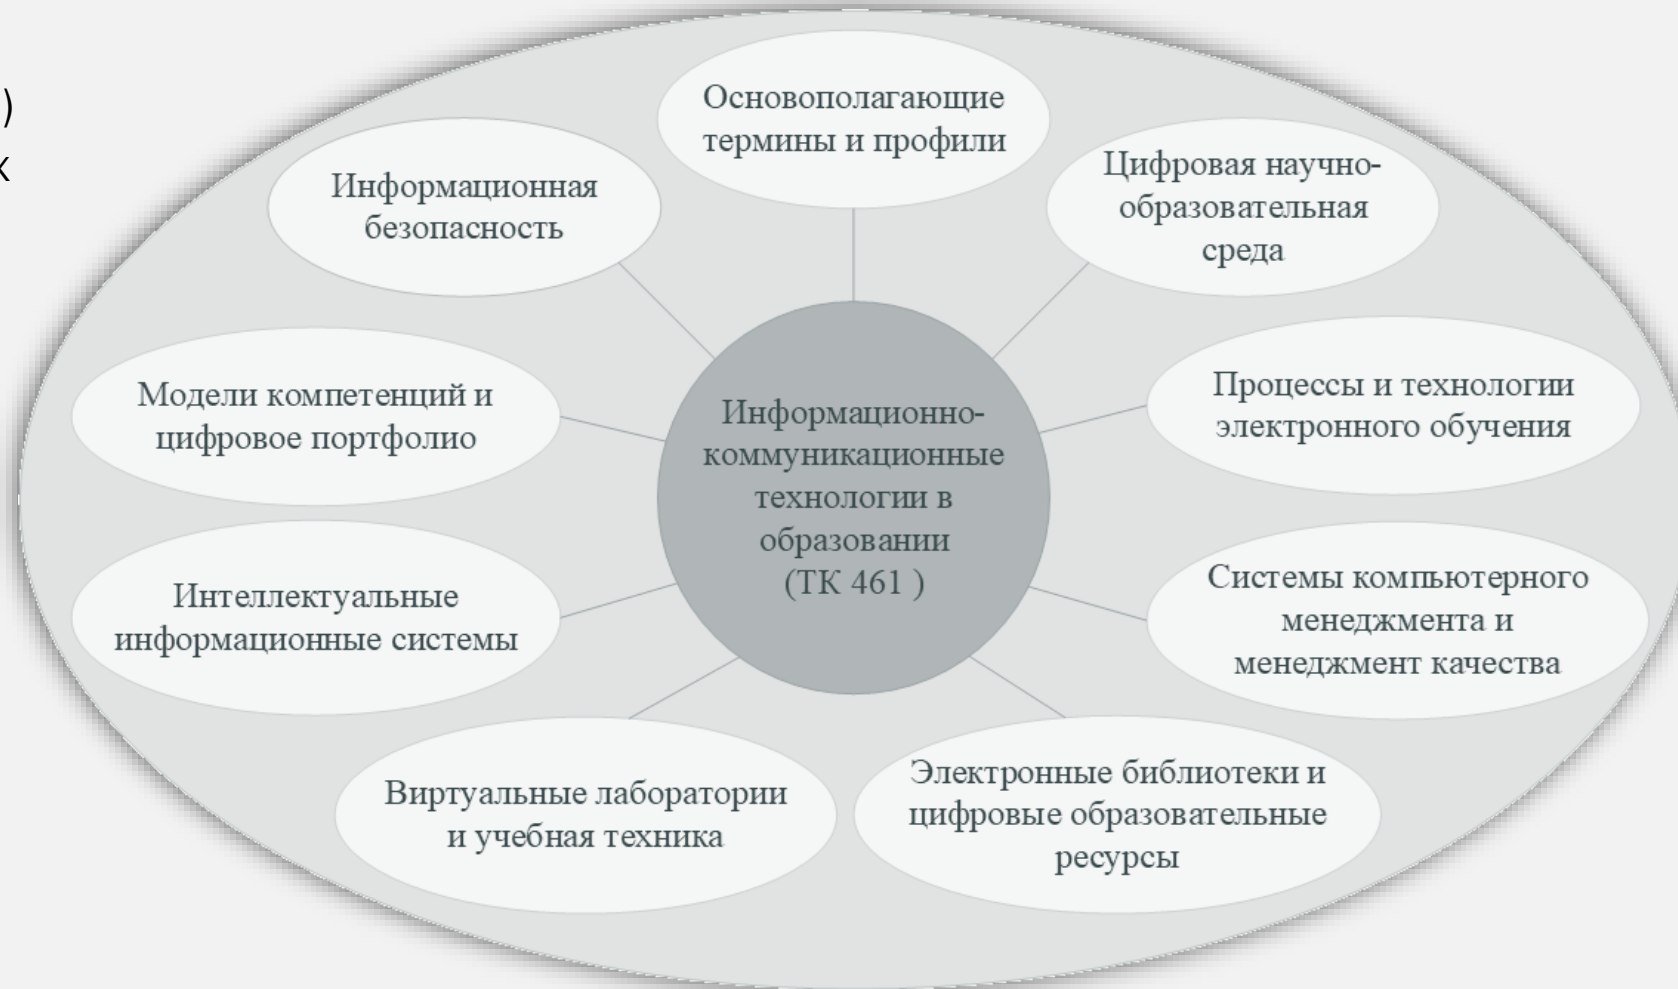 )
к
Основополагающие
термины и профили
Цифровая научно-
образовательная
среда
Процессы и технологии
электронного обучения
Системы компьютерного
менеджмента и
менеджмент качества
Электронные библиотеки и
цифровые образовательные
ресурсы
Виртуальные лаборатории
и учебная техника
Интеллектуальные
информационные системы
Модели компетенций и
цифровое портфолио
Информационная
безопасность
Информационно-
коммуникационные
технологии в
образовании
(ТК 461 )